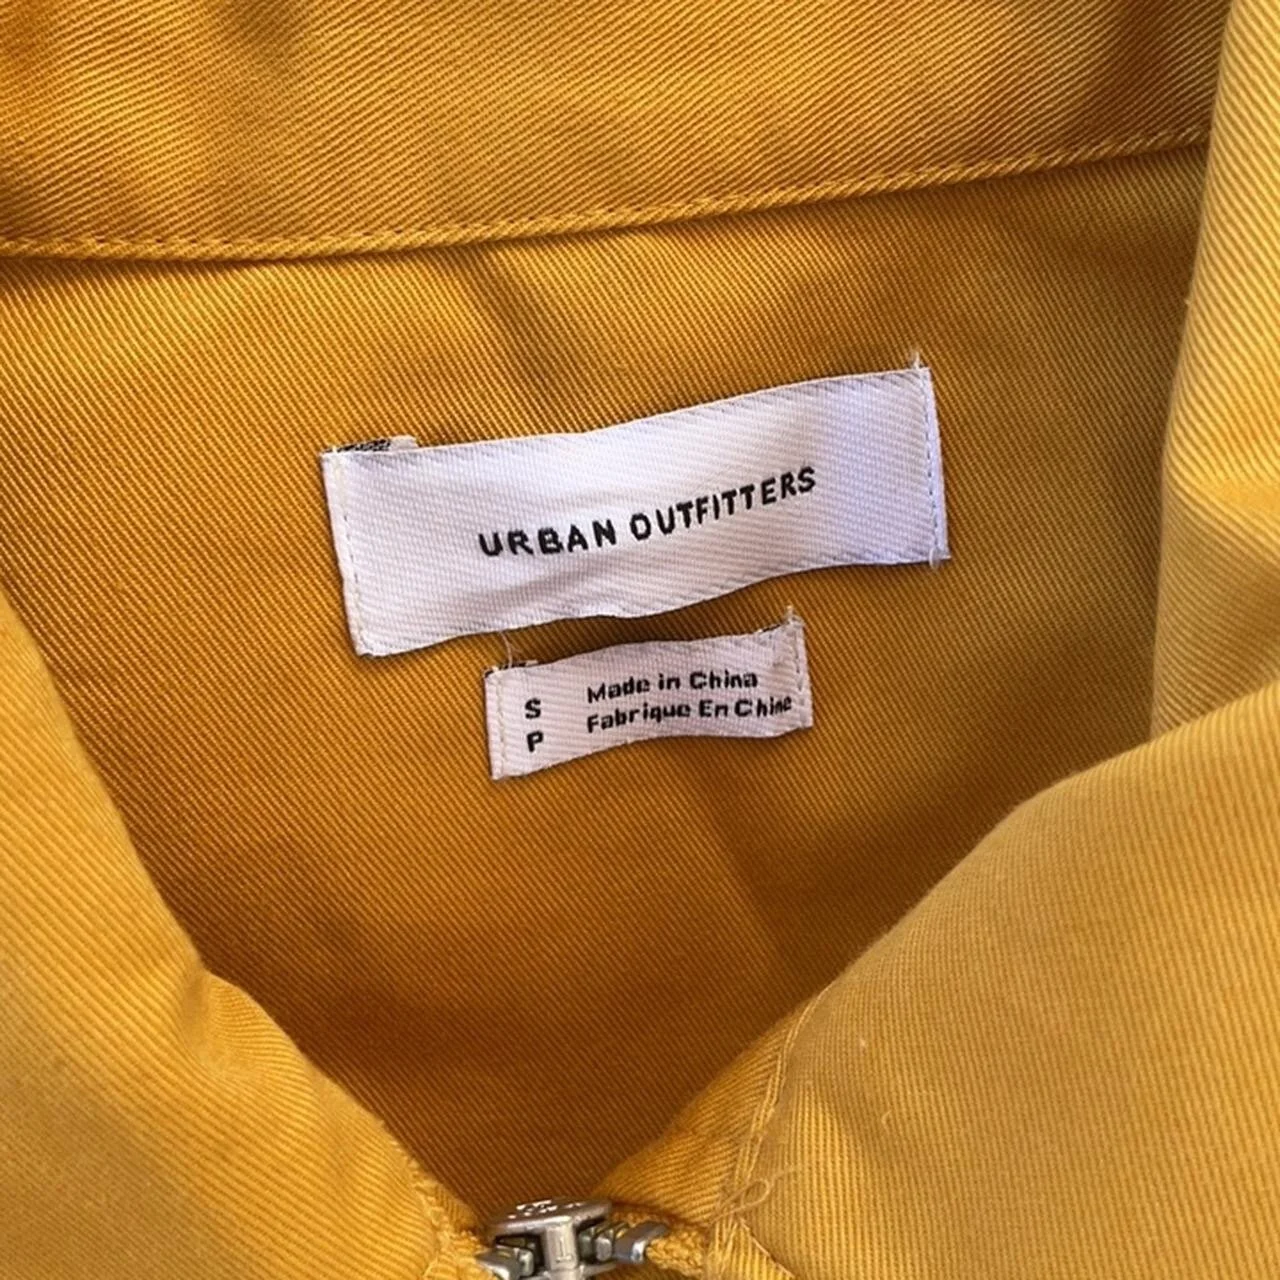 URBAN OUTFITTERS
S Made in China
P Fabrique En Chine